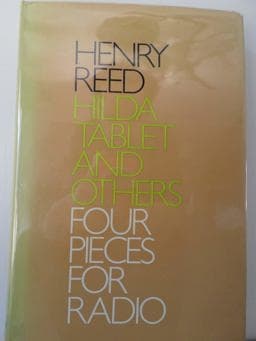 HENRY
REED
HILDA
TABLET
AND
OTHERS
FOUR
PIECES
FOR
RADIO